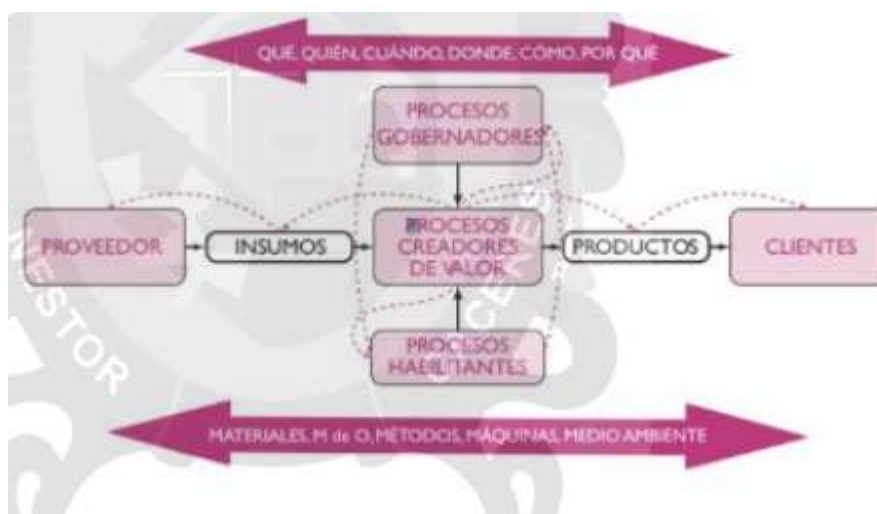 QUÉ, QUIÉN, CUÁNDO, DONDE, CÓMO, POR QUÉ
PROCESOS
GOBERNADORES
PROVEEDOR
INSUMOS
PROCESOS
CREADORES
DE VALOR
PRODUCTOS
CLIENTES
PROCESOS
HABILITANTES
MATERIALES, M de O, MÉTODOS, MÁQUINAS, MEDIO AMBIENTE